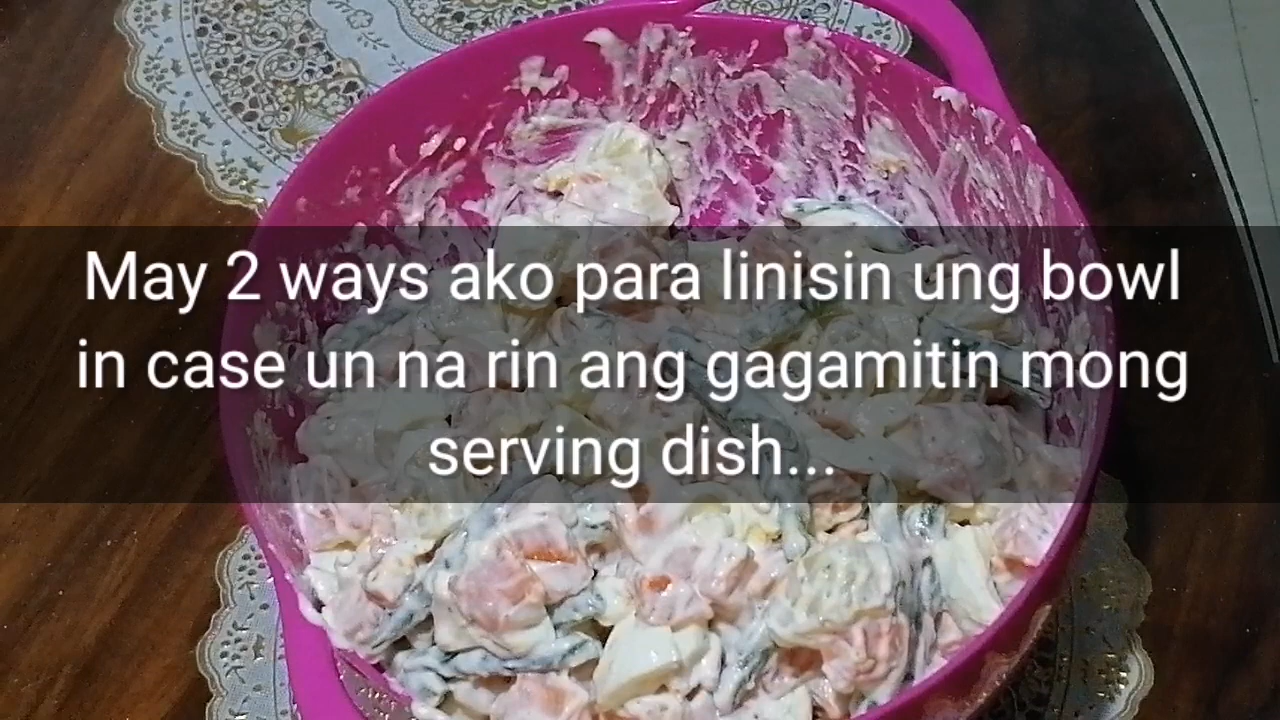 May 2 ways ako para linisin ung bowl
in case un na rin ang gagamitin mong
serving dish...